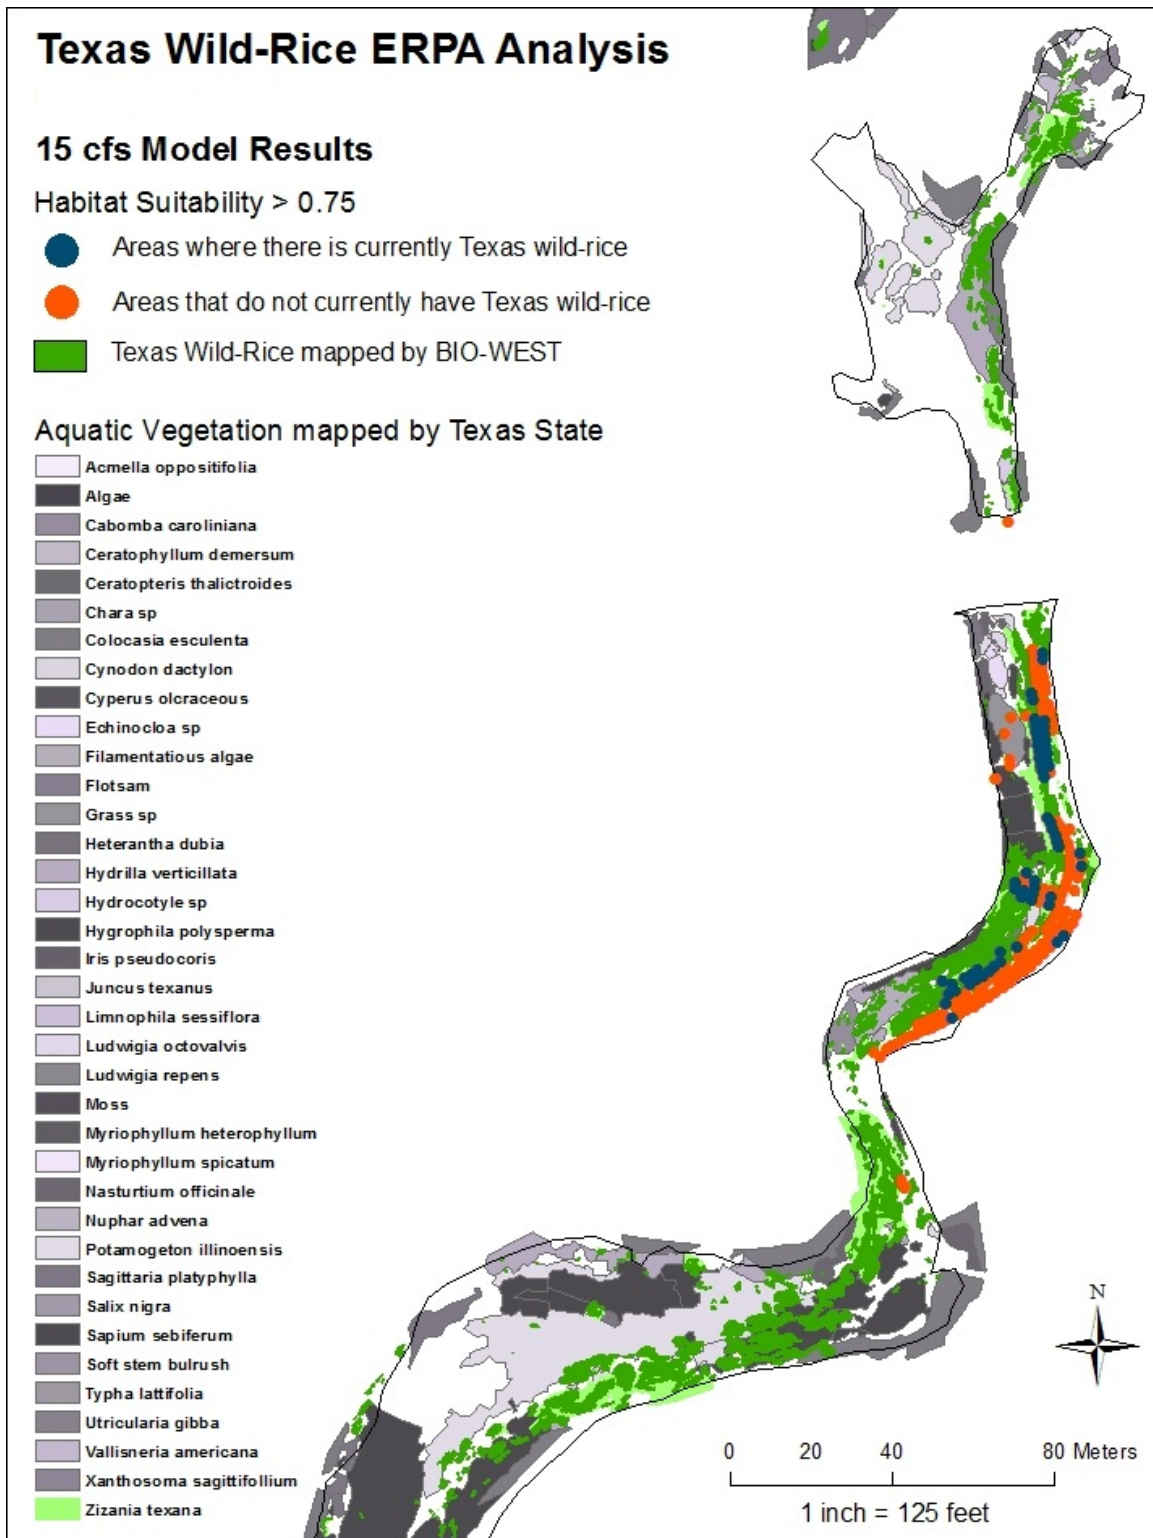 Texas Wild-Rice ERPA Analysis
15 cfs Model Results
Habitat Suitability > 0.75
Areas where there is currently Texas wild-rice
Areas that do not currently have Texas wild-rice
Texas Wild-Rice mapped by BIO-WEST
Aquatic Vegetation mapped by Texas State
Acmella oppositifolia
Algae
Cabomba caroliniana
Ceratophyllum demersum
Ceratopteris thalictroides
Chara sp
Colocasia esculenta
Cynodon dactylon
Cyperus olcraceous
Echinocloa sp
Filamentatious algae
Flotsam
Grass sp
Heterantha dubia
Hydrilla verticillata
Hydrocotyle sp
Hygrophila polysperma
Iris pseudocoris
Juncus texanus
Limnophila sessiflora
Ludwigia octovalvis
Ludwigia repens
Moss
Myriophyllum heterophyllum
Myriophyllum spicatum
Nasturtium officinale
Nuphar advena
Potamogeton illinoensis
Sagittaria platyphylla
Salix nigra
Sapium sebiferum
Soft stem bulrush
Typha lattifolia
Utricularia gibba
Vallisneria americana
Xanthosoma sagittifollium
Zizania texana
N
0 20 40 80 Meters
1 inch = 125 feet